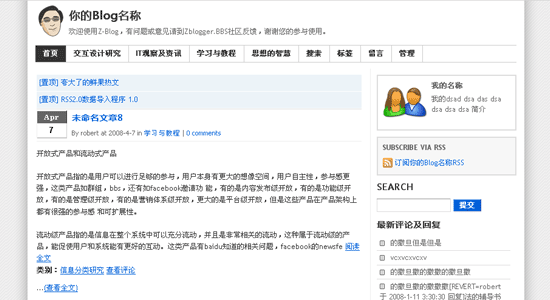 你的Blog名称
欢迎使用Z-Blog，有问题或意见请到Zblogger.BBS社区反馈，谢谢您的参与使用。
首页 交互设计研究 IT观察及资讯 学习与教程 思想的智慧 搜索 标签 留言 管理
[置顶] 夸大了的鲜果热文
[置顶] RSS2.0数据导入程序 1.0
Apr
7
未命名文章8
By robert at 2008-4-7 in 学习与教程 | 0 comments
开放式产品和流动式产品
开放式产品指的是用户可以进行足够的参与，用户本身有更大的想像空间，用户自主性，参与感更
强，这类产品如群组，bbs，还有如facebook邀请功 能，有的是内容发布级开放，有的是功能级开
放，有的是管理级开放，有的是营销体系级开放，更大的是平台级开放，但是这些产品在产品架构上
都有很强的参与感 和可扩展性。
流动级产品指的是信息在整个系统中可以充分流动，并且是非常相关的流动，这种属于流动级的产
品，能促使用户和系统能有更好的互动。这类产品有baidu知道的相关问题，facebook的newsfe 阅读
全文
类别：信息分类研究 查看评论
...(查看全文)
我的名称
我的dsad dsa das dsa
dsa dsa dsa 简介
SUBSCRIBE VIA RSS
订阅你的Blog名称RSS
SEARCH
提交
最新评论及回复
的撒旦但是但是
vcxvcxvcxv
的撒旦撒的撒撒的撒旦撒
的撒旦的撒撒撒[REVERT=robert
于 2008-1-11 3:30:30 回复]法的辅导书